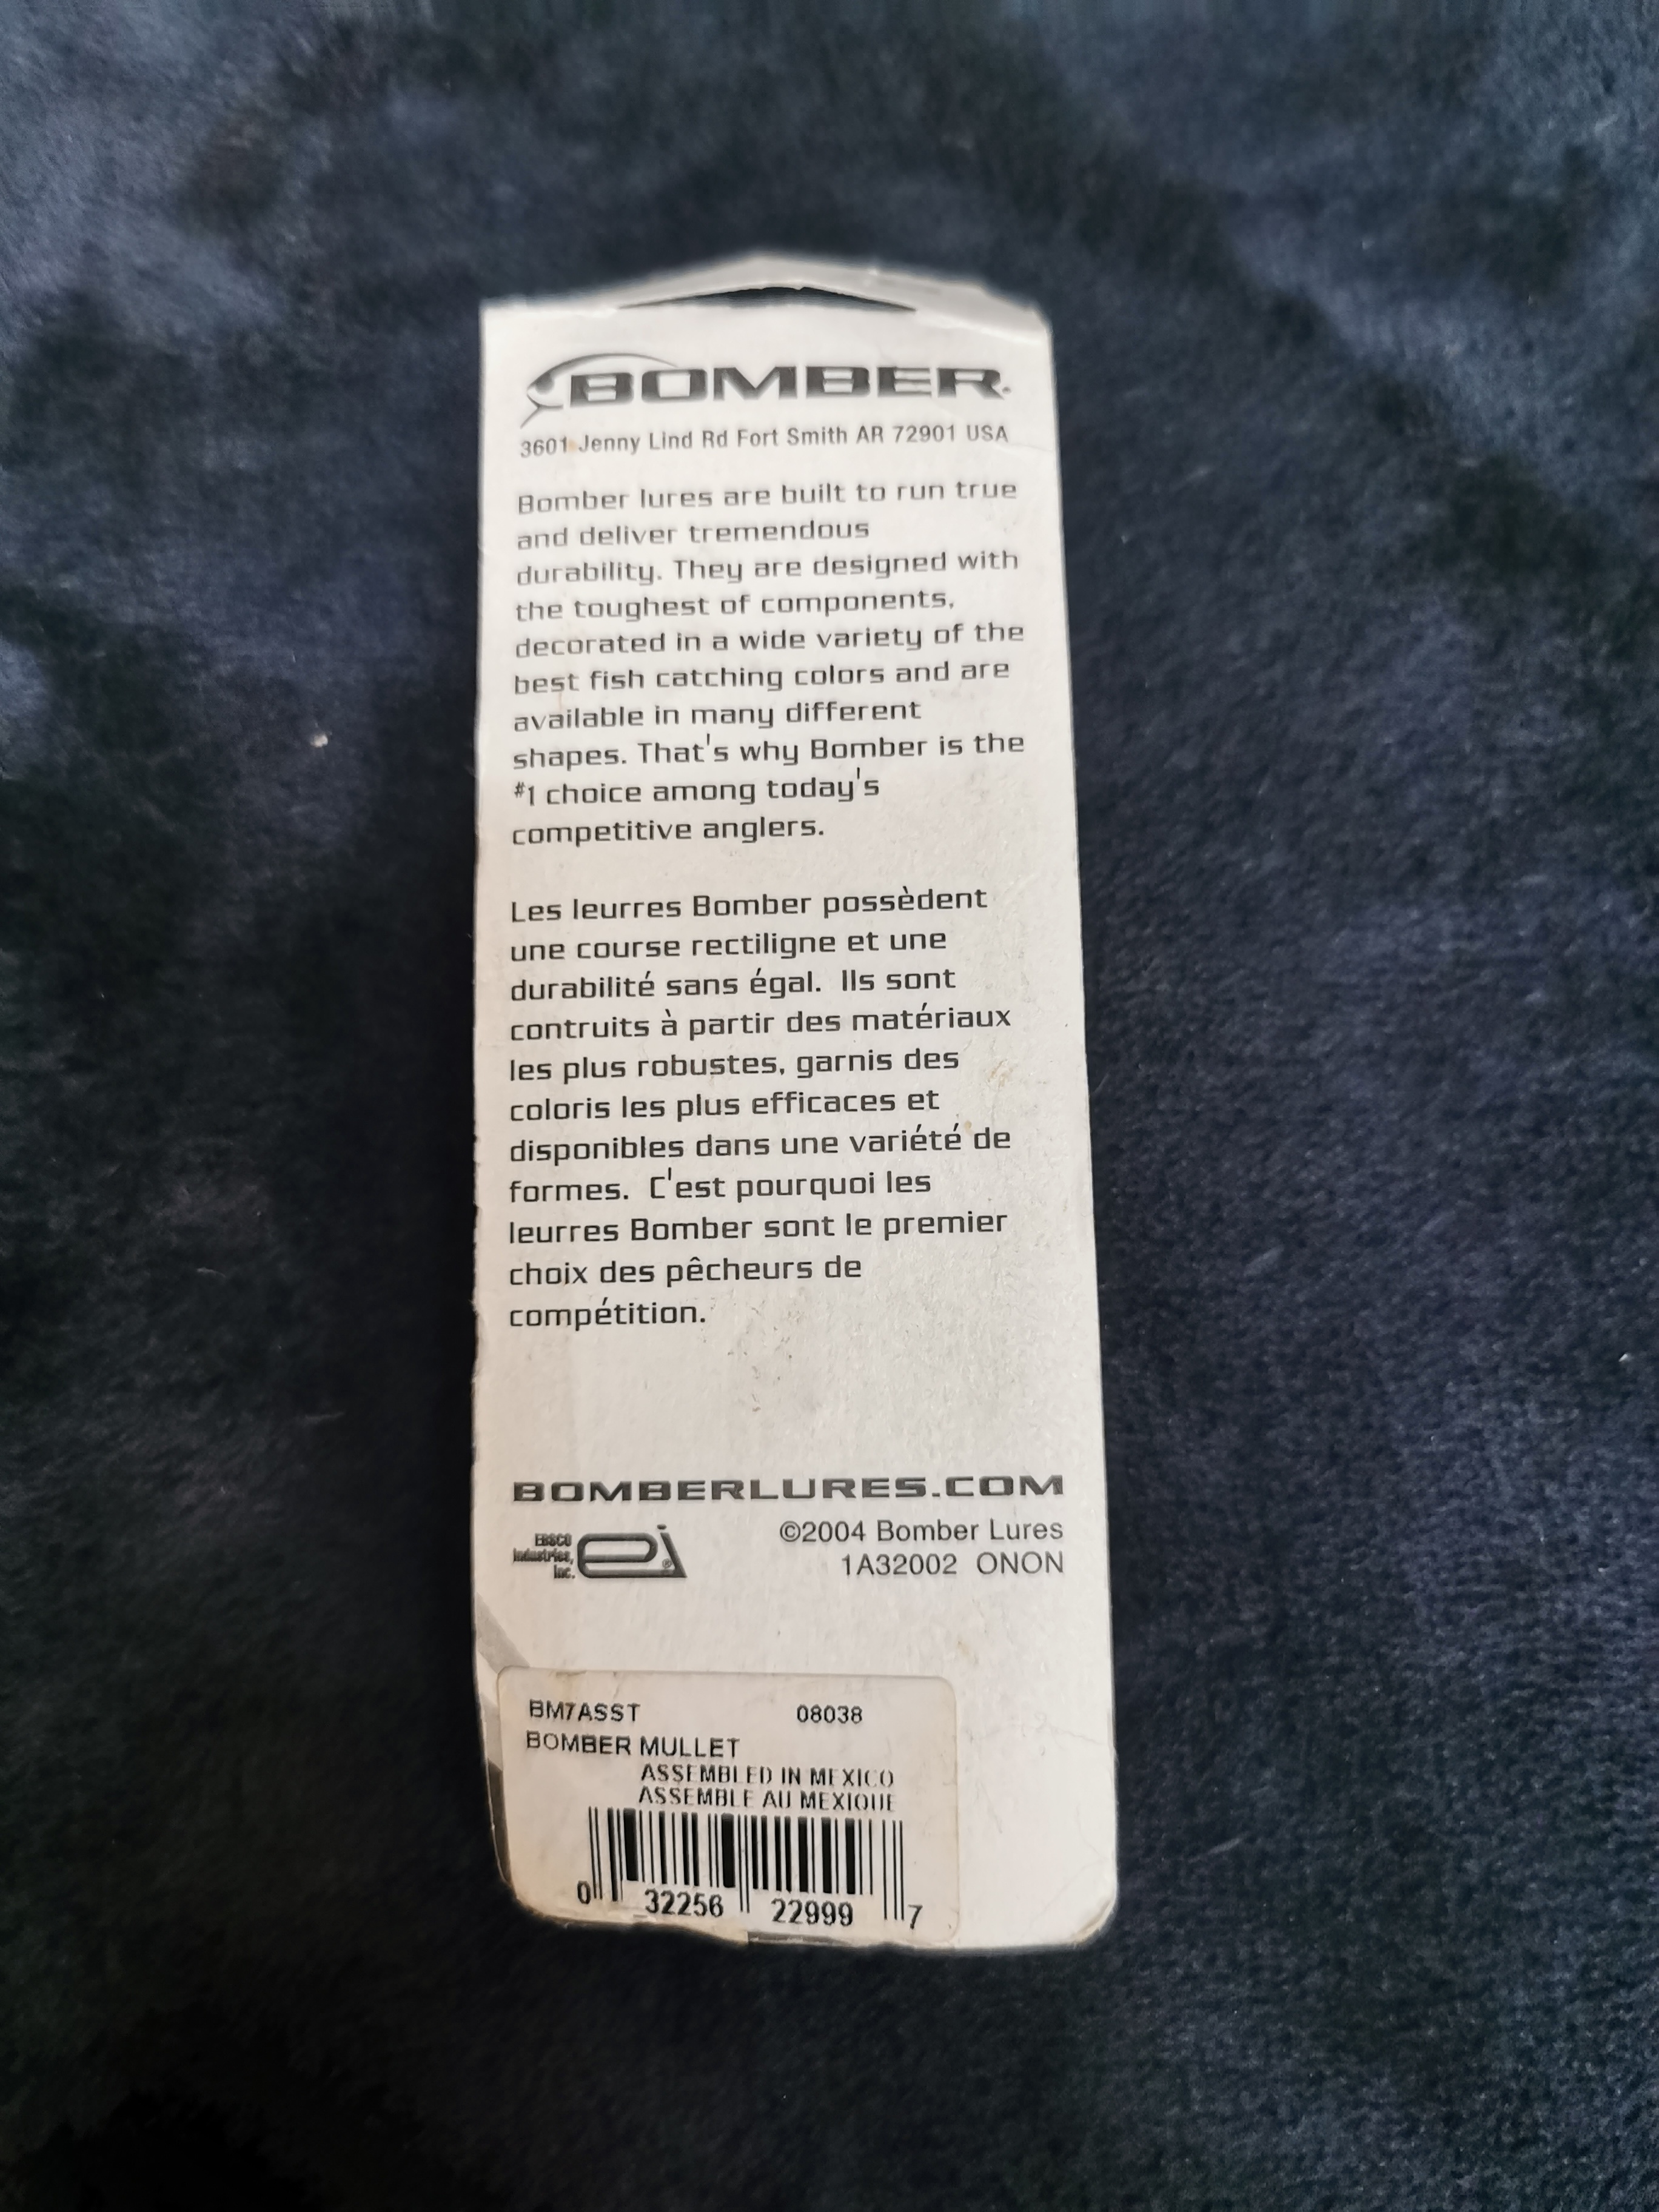 BOMBER
3601 Jenny Lind Rd Fort Smith AR 72901 USA
Bomber lures are built to run true
and deliver tremendous
durability. They are designed with
the toughest of components,
decorated in a wide variety of the
best fish catching colors and are
available in many different
shapes. That's why Bomber is the
#1 choice among today's
competitive anglers.
Les leurres Bomber possèdent
une course rectiligne et une
durabilité sans égal. Ils sont
contruits à partir des matériaux
les plus robustes, garnis des
coloris les plus efficaces et
disponibles dans une variété de
formes. C'est pourquoi les
leurres Bomber sont le premier
choix des pêcheurs de
compétition.
BOMBERLURES.COM
EBSCO
Industries,
Inc.
ei®
©2004 Bomber Lures
1A32002 ONON
BM7ASST 08038
BOMBER MULLET
ASSEMBLED IN MEXICO
ASSEMBLE AU MEXIQUE
0 32256 22999 7